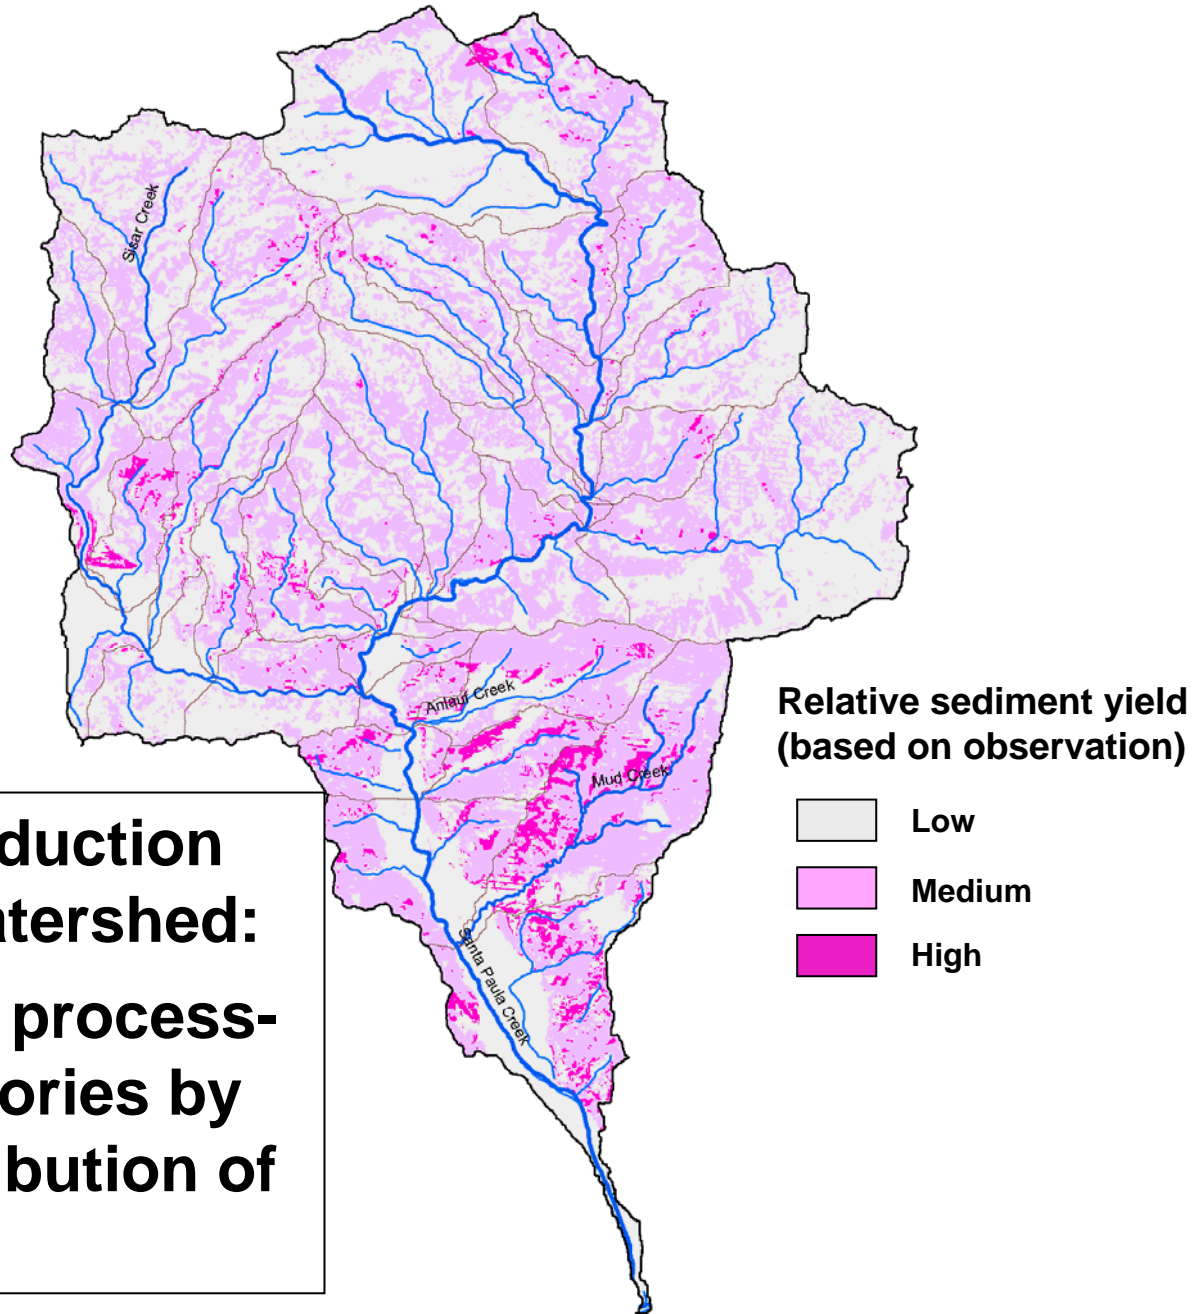 Sisar Creek
Anlauf Creek
Mud Creek
Santa Paula Creek
Relative sediment yield
(based on observation)
Low
Medium
High
duction
atershed:
process-
ories by
bution of